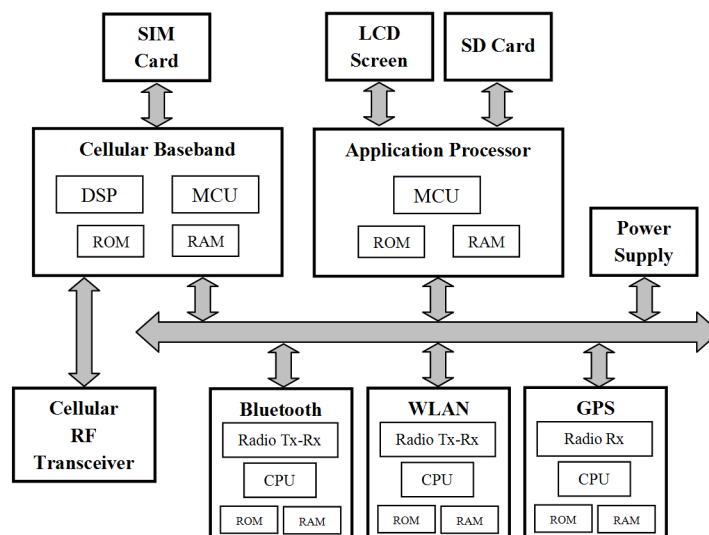 SIM
Card
LCD
Screen
SD Card
Cellular Baseband
DSP
MCU
ROM
RAM
Application Processor
MCU
ROM
RAM
Power
Supply
Cellular
RF
Transceiver
Bluetooth
Radio Tx-Rx
CPU
ROM
RAM
WLAN
Radio Tx-Rx
CPU
ROM
RAM
GPS
Radio Rx
CPU
ROM
RAM